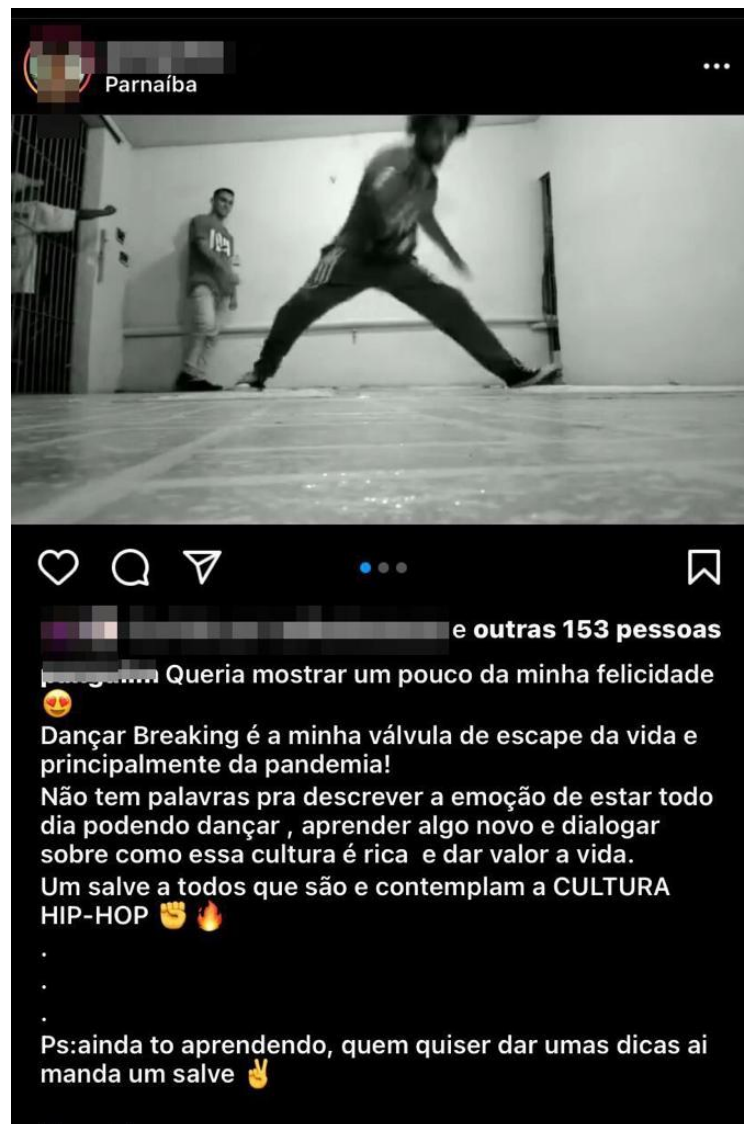 Parnaíba
e outras 153 pessoas
Queria mostrar um pouco da minha felicidade
😍
Dançar Breaking é a minha válvula de escape da vida e
principalmente da pandemia!
Não tem palavras pra descrever a emoção de estar todo
dia podendo dançar , aprender algo novo e dialogar
sobre como essa cultura é rica  e dar valor a vida.
Um salve a todos que são e contemplam a CULTURA
HIP-HOP ✊ 🔥
.
.
.
Ps:ainda to aprendendo, quem quiser dar umas dicas ai
manda um salve ✌️